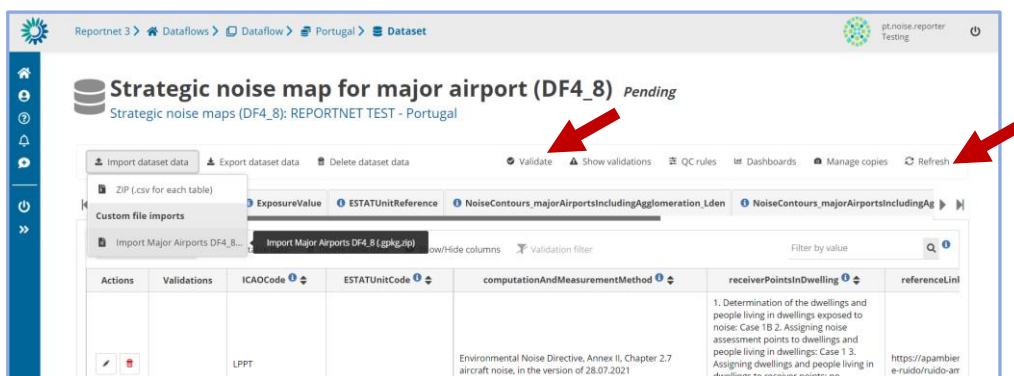 Reportnet 3 > Dataflows > Dataflow > Portugal > Dataset
pt.noise.reporter
Testing
Strategic noise map for major airport (DF4_8) Pending
Strategic noise maps (DF4_8): REPORTNET TEST - Portugal
Import dataset data Export dataset data Delete dataset data Validate Show validations QC rules Dashboards Manage copies Refresh
ZIP (.csv for each table)
Custom file imports
Import Major Airports DF4_8...
Import Major Airports DF4_8 (.gpkg,zip)
ExposureValue ESTATUnitReference NoiseContours_majorAirportsIncludingAgglomeration_Lden NoiseContours_majorAirportsIncludingAg
ow/Hide columns Validation filter Filter by value
Actions Validations ICAOCode ESTATUnitCode computationAndMeasurementMethod receiverPointsInDwelling referenceLinl
LPPT
Environmental Noise Directive, Annex II, Chapter 2.7
aircraft noise, in the version of 28.07.2021
1. Determination of the dwellings and
people living in dwellings exposed to
noise: Case 1B 2. Assigning noise
assessment points to dwellings and
people living in dwellings: Case 1 3.
Assigning dwellings and people living in
dwellings to receiver points: no
https://apambier
e-ruido/ruido-am